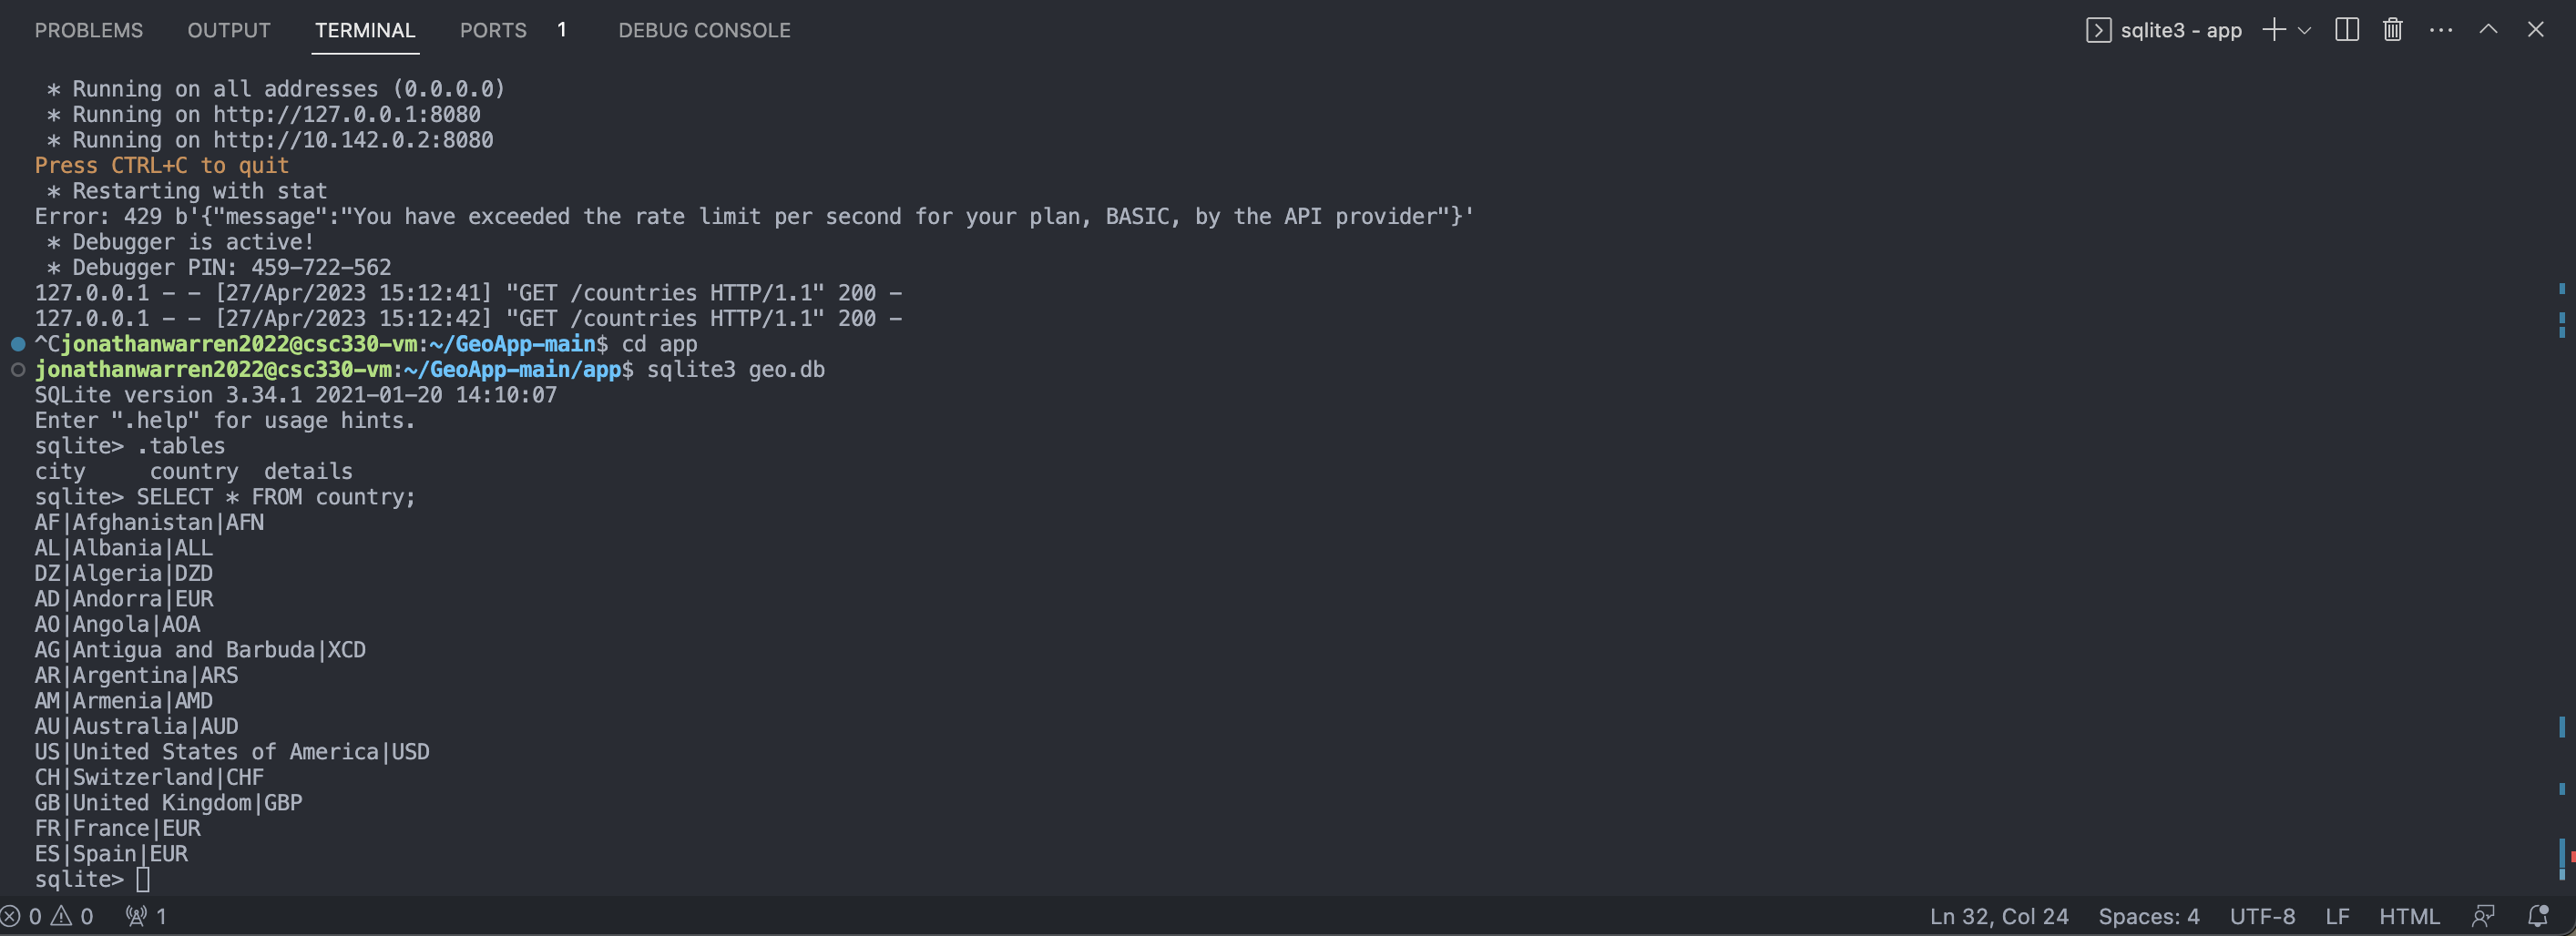 PROBLEMS OUTPUT TERMINAL PORTS 1 DEBUG CONSOLE sqlite3 - app
 * Running on all addresses (0.0.0.0)
 * Running on http://127.0.0.1:8080
 * Running on http://10.142.0.2:8080
Press CTRL+C to quit
 * Restarting with stat
Error: 429 b'{"message":"You have exceeded the rate limit per second for your plan, BASIC, by the API provider"}'
 * Debugger is active!
 * Debugger PIN: 459-722-562
127.0.0.1 - - [27/Apr/2023 15:12:41] "GET /countries HTTP/1.1" 200 -
127.0.0.1 - - [27/Apr/2023 15:12:42] "GET /countries HTTP/1.1" 200 -
^Cjonathanwarren2022@csc330-vm:~/GeoApp-main$ cd app
jonathanwarren2022@csc330-vm:~/GeoApp-main/app$ sqlite3 geo.db
SQLite version 3.34.1 2021-01-20 14:10:07
Enter ".help" for usage hints.
sqlite> .tables
city     country  details
sqlite> SELECT * FROM country;
AF|Afghanistan|AFN
AL|Albania|ALL
DZ|Algeria|DZD
AD|Andorra|EUR
AO|Angola|AOA
AG|Antigua and Barbuda|XCD
AR|Argentina|ARS
AM|Armenia|AMD
AU|Australia|AUD
US|United States of America|USD
CH|Switzerland|CHF
GB|United Kingdom|GBP
FR|France|EUR
ES|Spain|EUR
sqlite>
0 0 1 Ln 32, Col 24 Spaces: 4 UTF-8 LF HTML